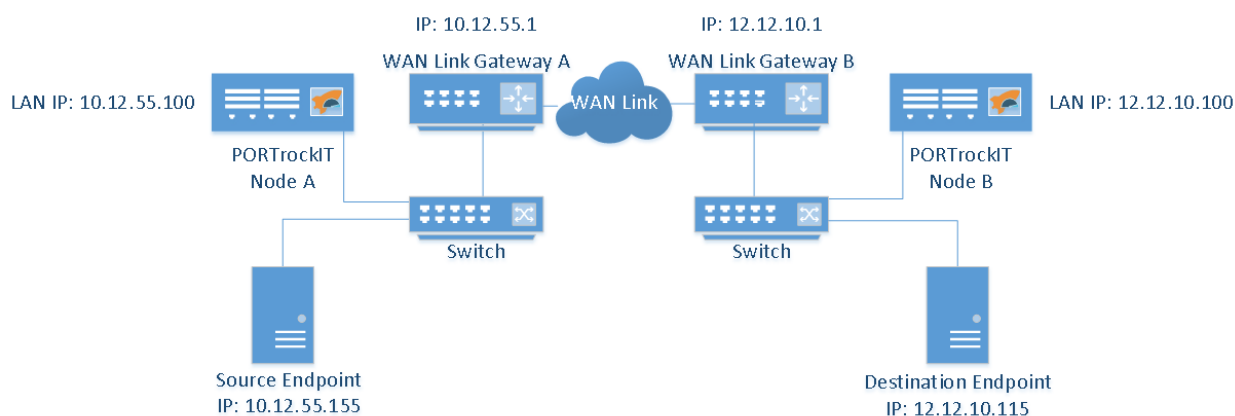 IP: 10.12.55.1
IP: 12.12.10.1
WAN Link Gateway A
WAN Link Gateway B
LAN IP: 10.12.55.100
WAN Link
LAN IP: 12.12.10.100
PORTrockIT
Node A
PORTrockIT
Node B
Switch
Switch
Source Endpoint
IP: 10.12.55.155
Destination Endpoint
IP: 12.12.10.115